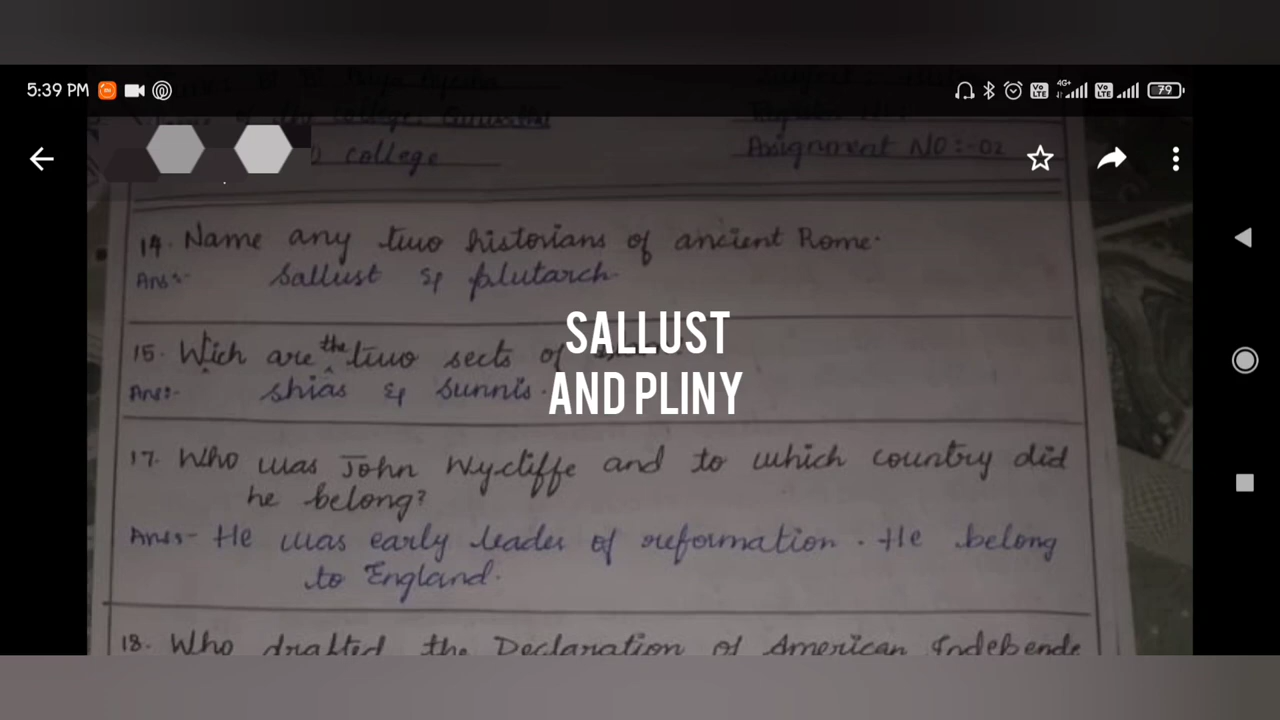 5:39 PM
79
college
Assignment NO:-02
14. Name any two historians of ancient Rome.
Ans:- Sallust & plutarch.
SALLUST
AND PLINY
15. Wich are the two sects of
Ans:- shias & sunnis.
17. Who was John Wycliffe and to which country did
he belong?
Ans:- He was early leader of reformation. He belong
to England.
18. Who drafted the Declaration of American Independe